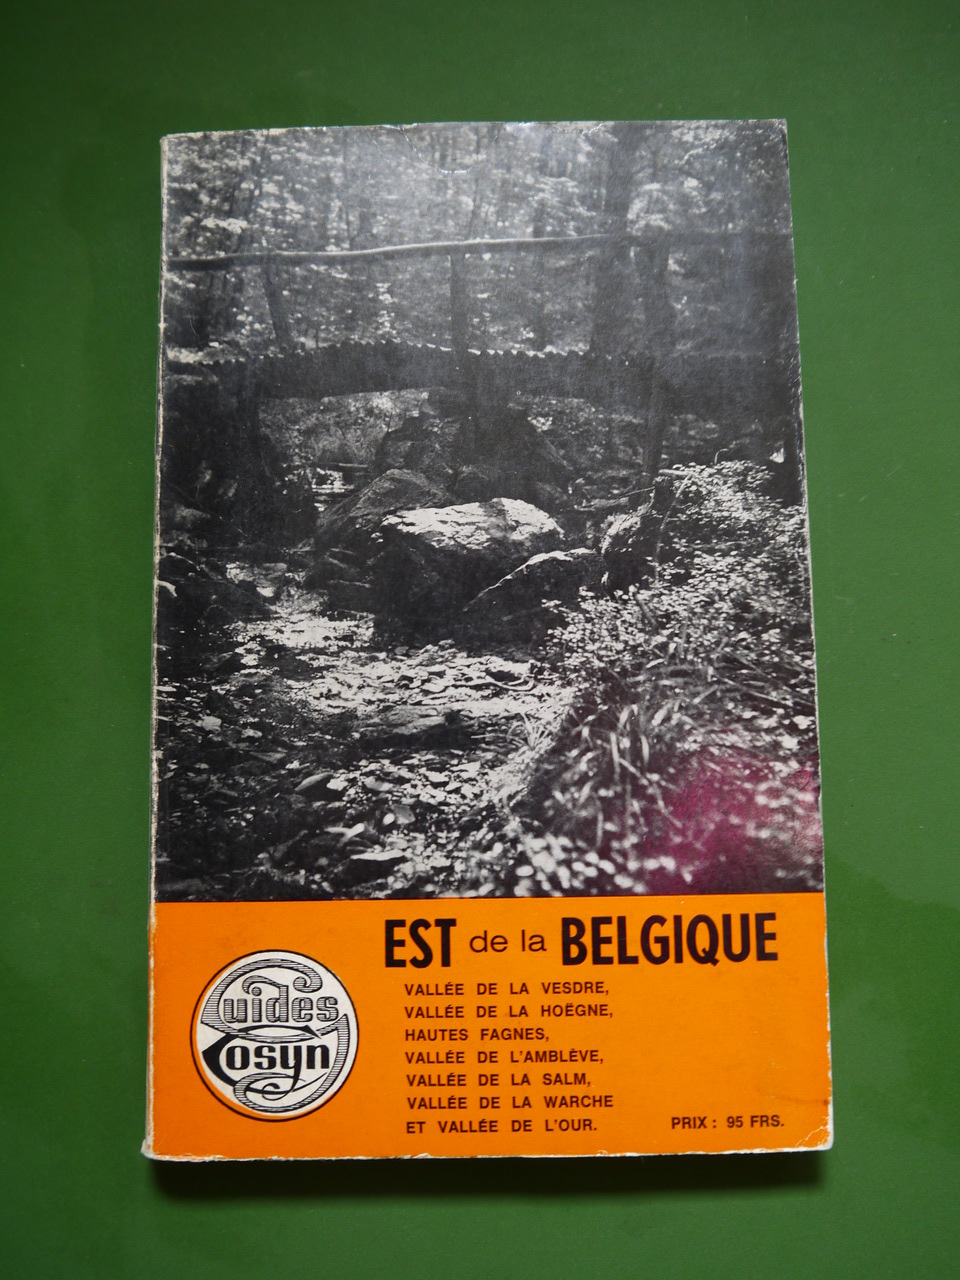 EST de la BELGIQUE
VALLÉE DE LA VESDRE,
VALLÉE DE LA HOËGNE,
HAUTES FAGNES,
VALLÉE DE L'AMBLÈVE,
VALLÉE DE LA SALM,
VALLÉE DE LA WARCHE
ET VALLÉE DE L'OUR.
PRIX : 95 FRS.
Guides
Cosyn